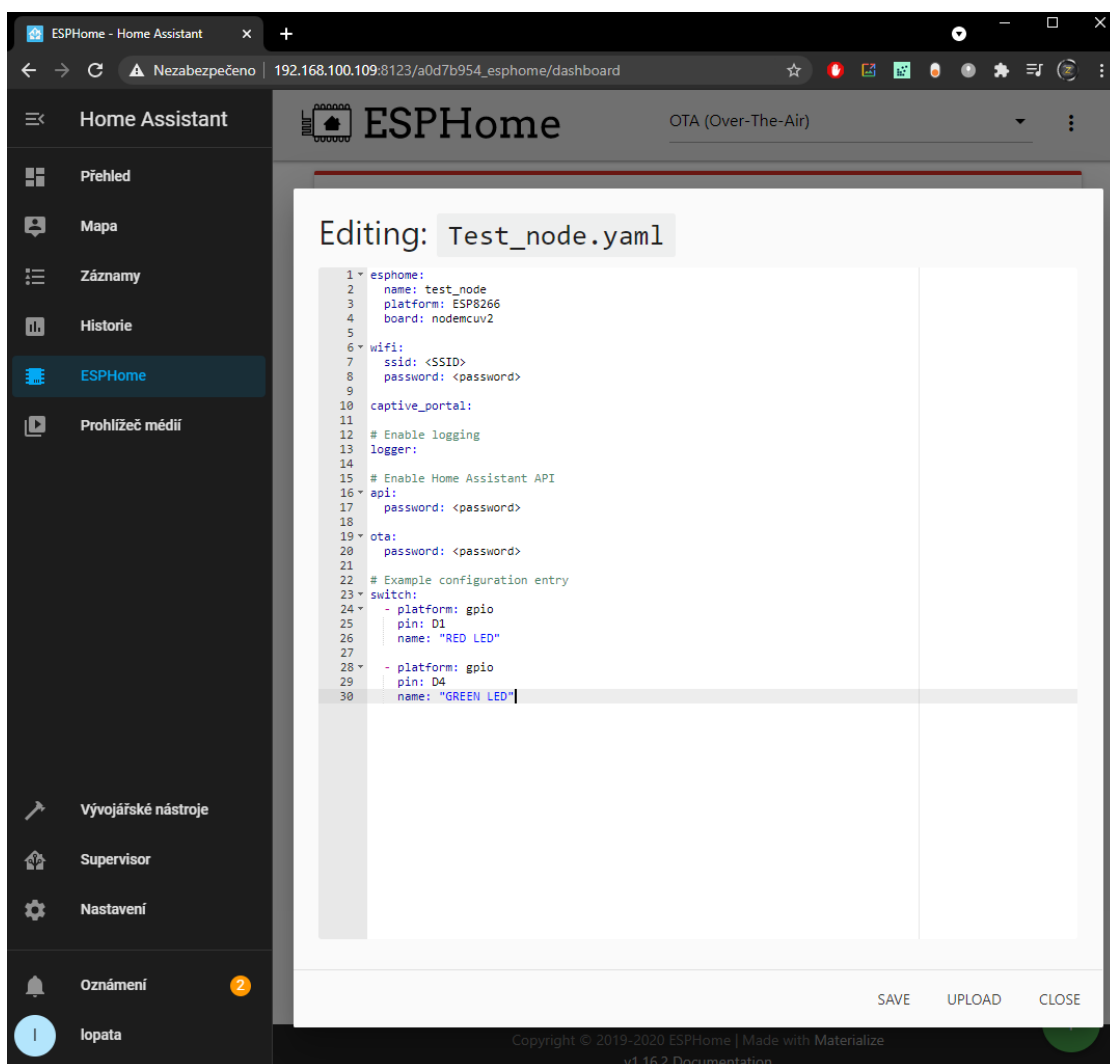 ESPHome - Home Assistant
Nezabezpečeno | 192.168.100.109:8123/a0d7b954_esphome/dashboard
Home Assistant
ESPHome
OTA (Over-The-Air)
Přehled
Mapa
Záznamy
Historie
ESPHome
Prohlížeč médií
Vývojářské nástroje
Supervisor
Nastavení
Oznámení 2
l lopata
Editing: Test_node.yaml
1 esphome:
2   name: test_node
3   platform: ESP8266
4   board: nodemcuv2
5
6 wifi:
7   ssid: <SSID>
8   password: <password>
9
10 captive_portal:
11
12 # Enable logging
13 logger:
14
15 # Enable Home Assistant API
16 api:
17   password: <password>
18
19 ota:
20   password: <password>
21
22 # Example configuration entry
23 switch:
24   - platform: gpio
25     pin: D1
26     name: "RED LED"
27
28   - platform: gpio
29     pin: D4
30     name: "GREEN LED"
SAVE UPLOAD CLOSE
Copyright © 2019-2020 ESPHome | Made with Materialize
v1.16.2 Documentation